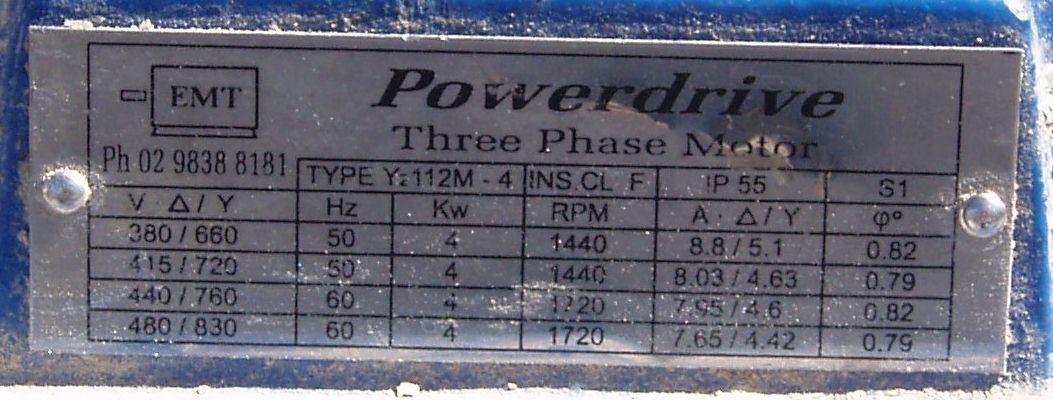 EMT
Powerdrive
Three Phase Motor
Ph 02 9838 8181
TYPE Y2112M - 4 INS.CL F IP 55 S1
V Δ / Y Hz Kw RPM A Δ / Y φ°
380 / 660 50 4 1440 8.8 / 5.1 0.82
415 / 720 50 4 1440 8.03 / 4.63 0.79
440 / 760 60 4 1720 7.95 / 4.6 0.82
480 / 830 60 4 1720 7.65 / 4.42 0.79